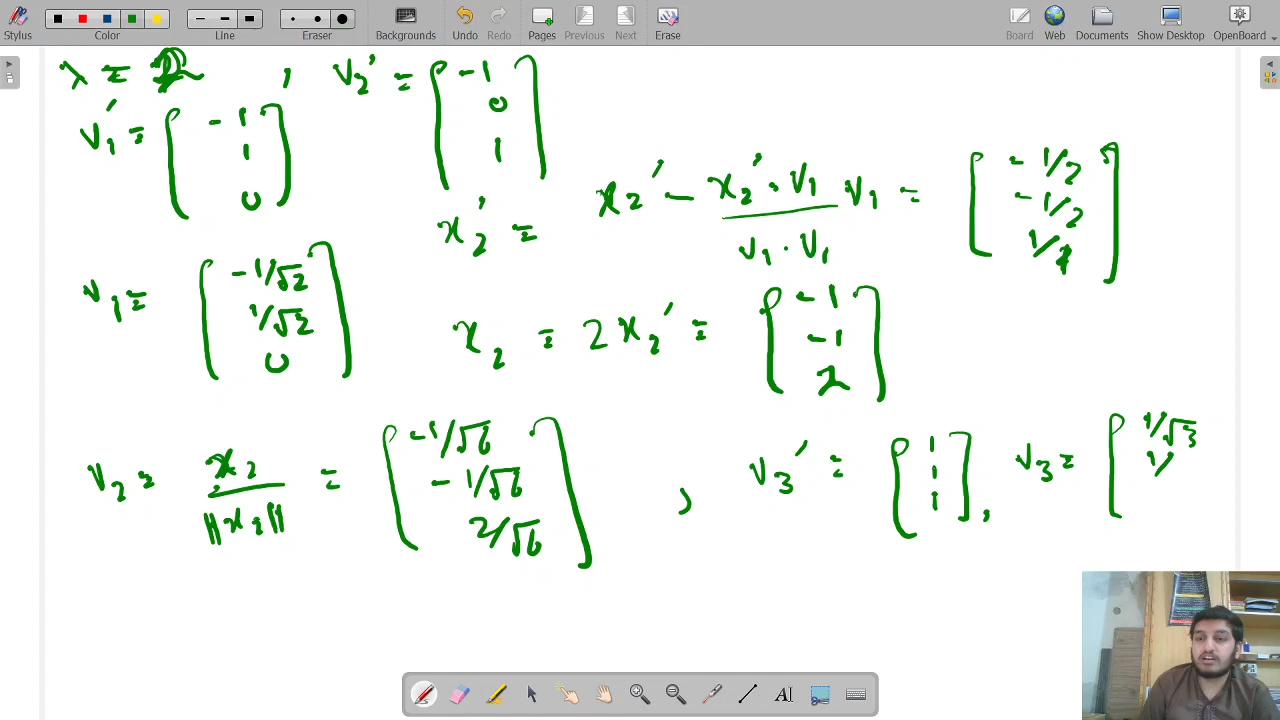 Stylus Color Line Eraser Backgrounds Undo Redo Pages Previous Next Erase Board Web Documents Show Desktop OpenBoard
λ = , v₂' = [-1 0 1]
v₁' = [-1 1 0]
x₂' = x₂' - (x₂' · v₁)/(v₁ · v₁) v₁ = [-1/2 -1/2 1/1]
v₁ = [-1/√2 1/√2 0]
x₂ = 2x₂' = [-1 -1 2]
v₂ = x₂/||x₂|| = [-1/√6 -1/√6 2/√6] , v₃' = [1 1 1], v₃ = [1/√3 1/
AI